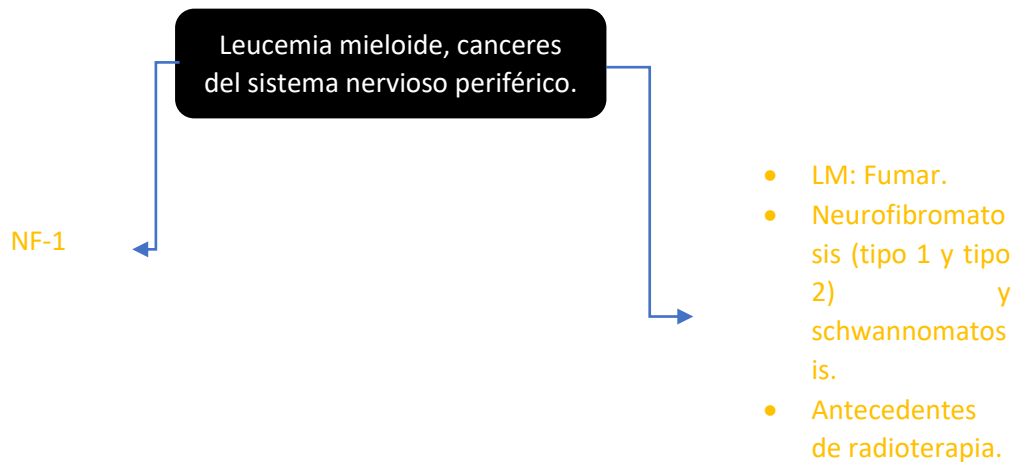 Leucemia mieloide, canceres
del sistema nervioso periférico.
NF-1
• LM: Fumar.
• Neurofibromato
sis (tipo 1 y tipo
2) y
schwannomatos
is.
• Antecedentes
de radioterapia.